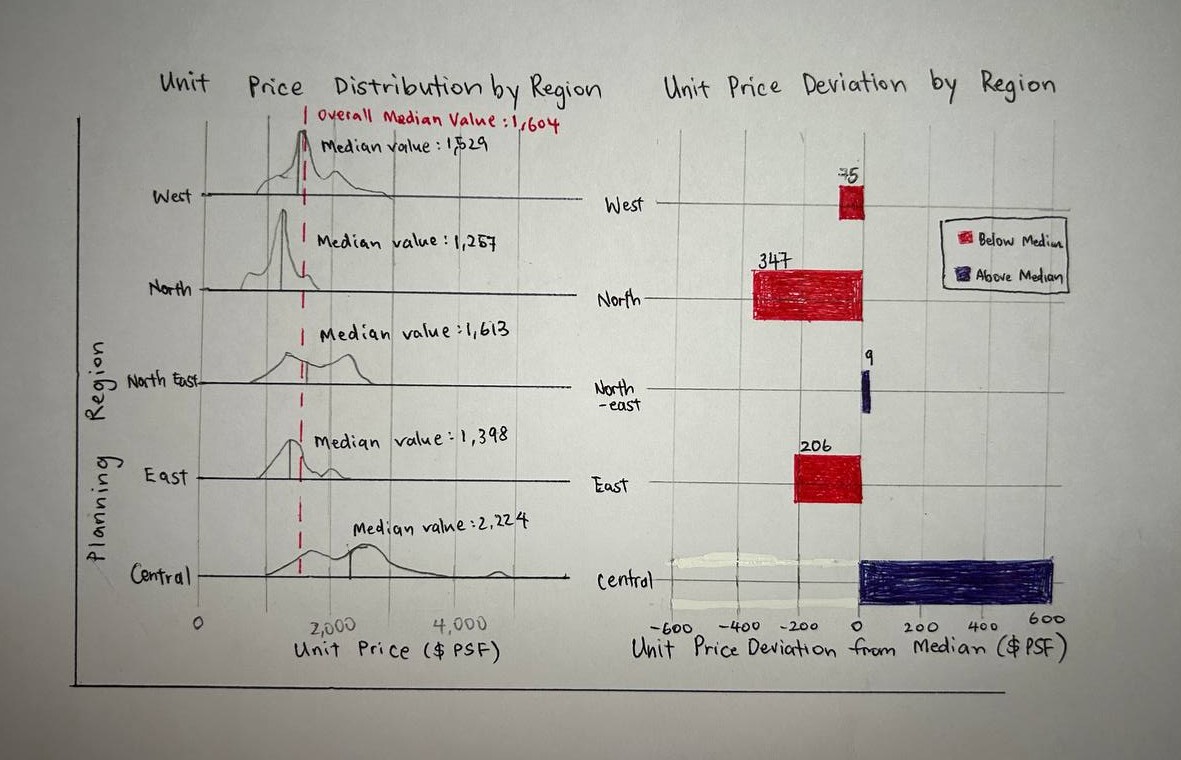 Unit Price Distribution by Region
Overall Median Value : 1,604
Median value : 1,529
West
Median value : 1,257
North
Median value : 1,613
North East
Median value : 1,398
East
Median value : 2,224
Central
0 2,000 4,000
Unit Price ($ PSF)
Planning Region
Unit Price Deviation by Region
-75
West
Below Median
Above Median
347
North
9
North
-east
206
East
Central
-600 -400 -200 0 200 400 600
Unit Price Deviation from Median ($ PSF)